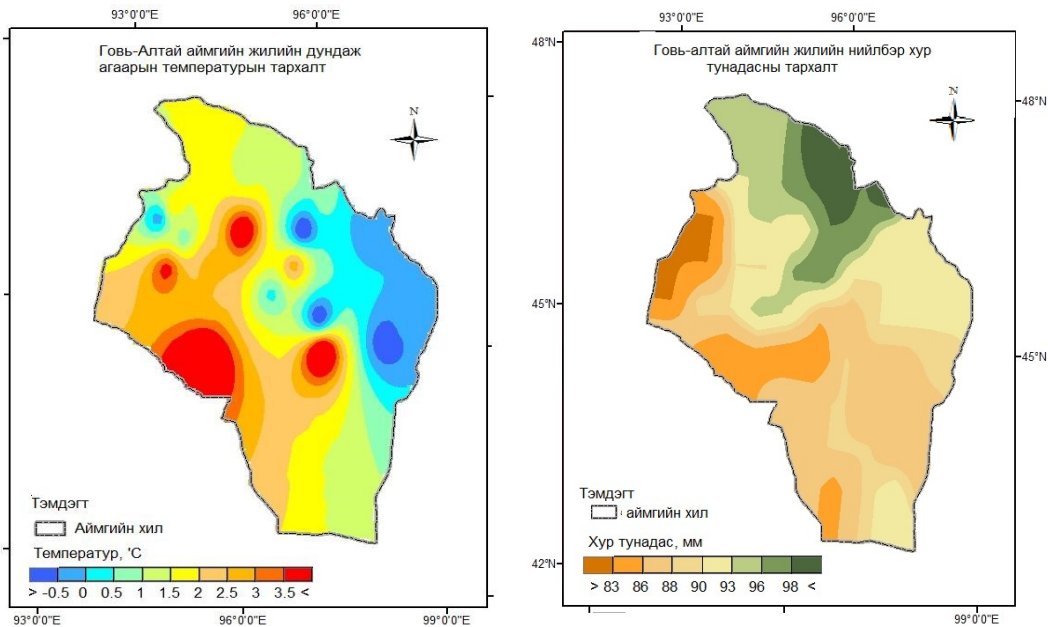 93°0'0"E
96°0'0"E
Говь-Алтай аймгийн жилийн дундаж
агаарын температурын тархалт
N
Тэмдэгт
Аймгийн хил
Температур, 'C
> -0.5 0 0.5 1 1.5 2 2.5 3 3.5 <
93°0'0"E
96°0'0"E
99°0'0"E
93°0'0"E
96°0'0"E
48°N
48°N
Говь-алтай аймгийн жилийн нийлбэр хур
тунадасны тархалт
N
45°N
45°N
Тэмдэгт
аймгийн хил
Хур тунадас, мм
> 83 86 88 90 93 96 98 <
42°N
99°0'0"E